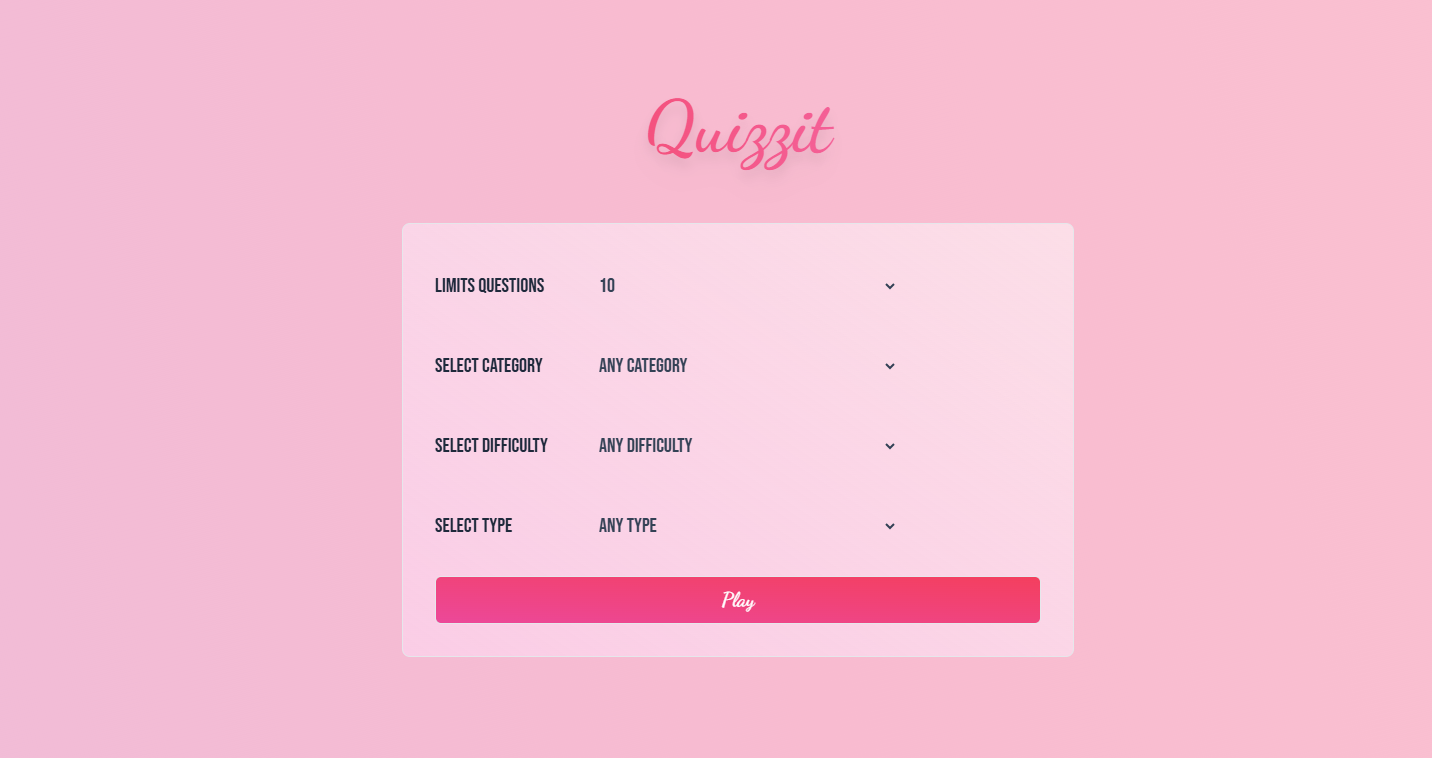 Quizzit
LIMITS QUESTIONS 10
SELECT CATEGORY ANY CATEGORY
SELECT DIFFICULTY ANY DIFFICULTY
SELECT TYPE ANY TYPE
Play